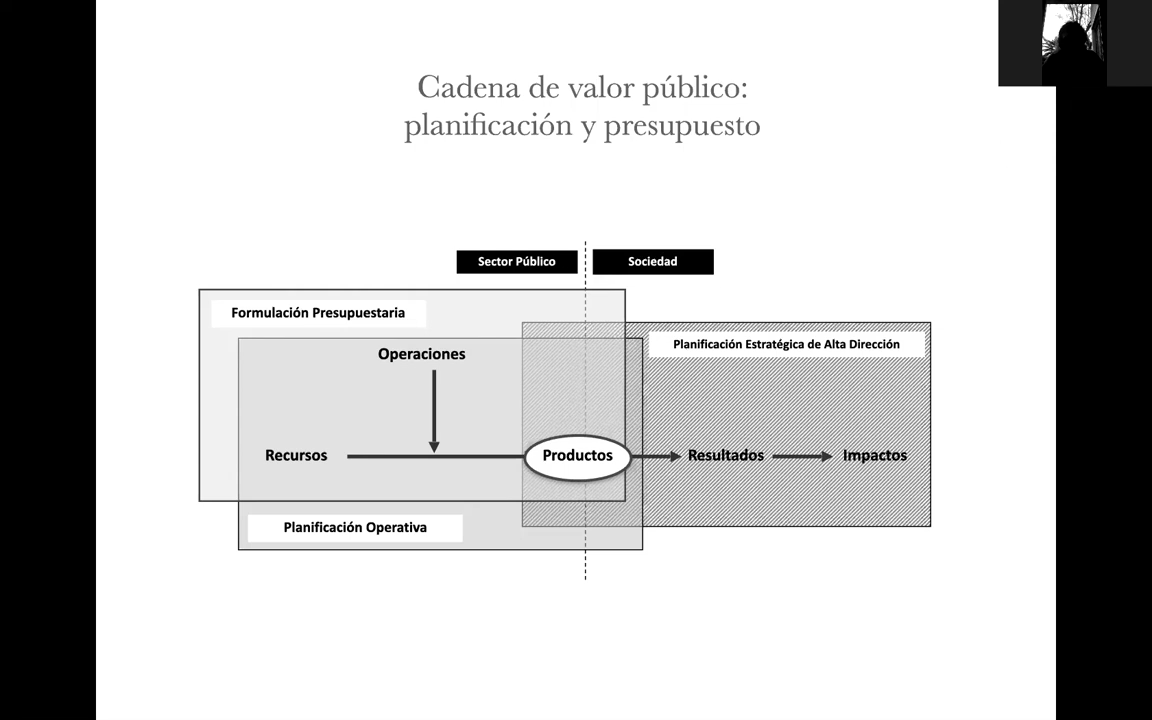 Cadena de valor público:
planificación y presupuesto
Sector Público
Sociedad
Formulación Presupuestaria
Planificación Estratégica de Alta Dirección
Operaciones
Recursos
Productos
Resultados
Impactos
Planificación Operativa